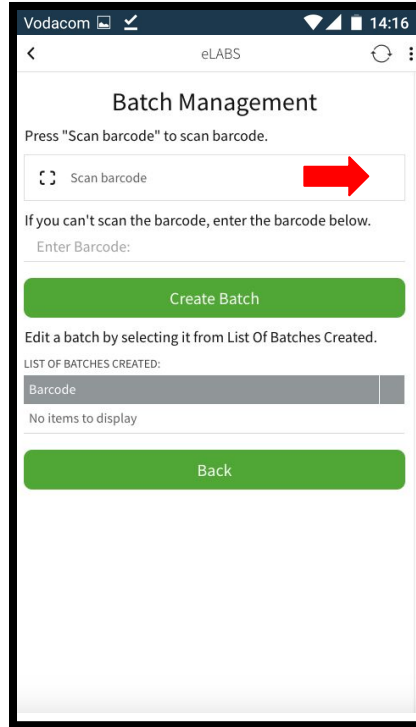 Vodacom 14:16
eLABS
Batch Management
Press "Scan barcode" to scan barcode.
Scan barcode
If you can't scan the barcode, enter the barcode below.
Enter Barcode:
Create Batch
Edit a batch by selecting it from List Of Batches Created.
LIST OF BATCHES CREATED:
Barcode
No items to display
Back